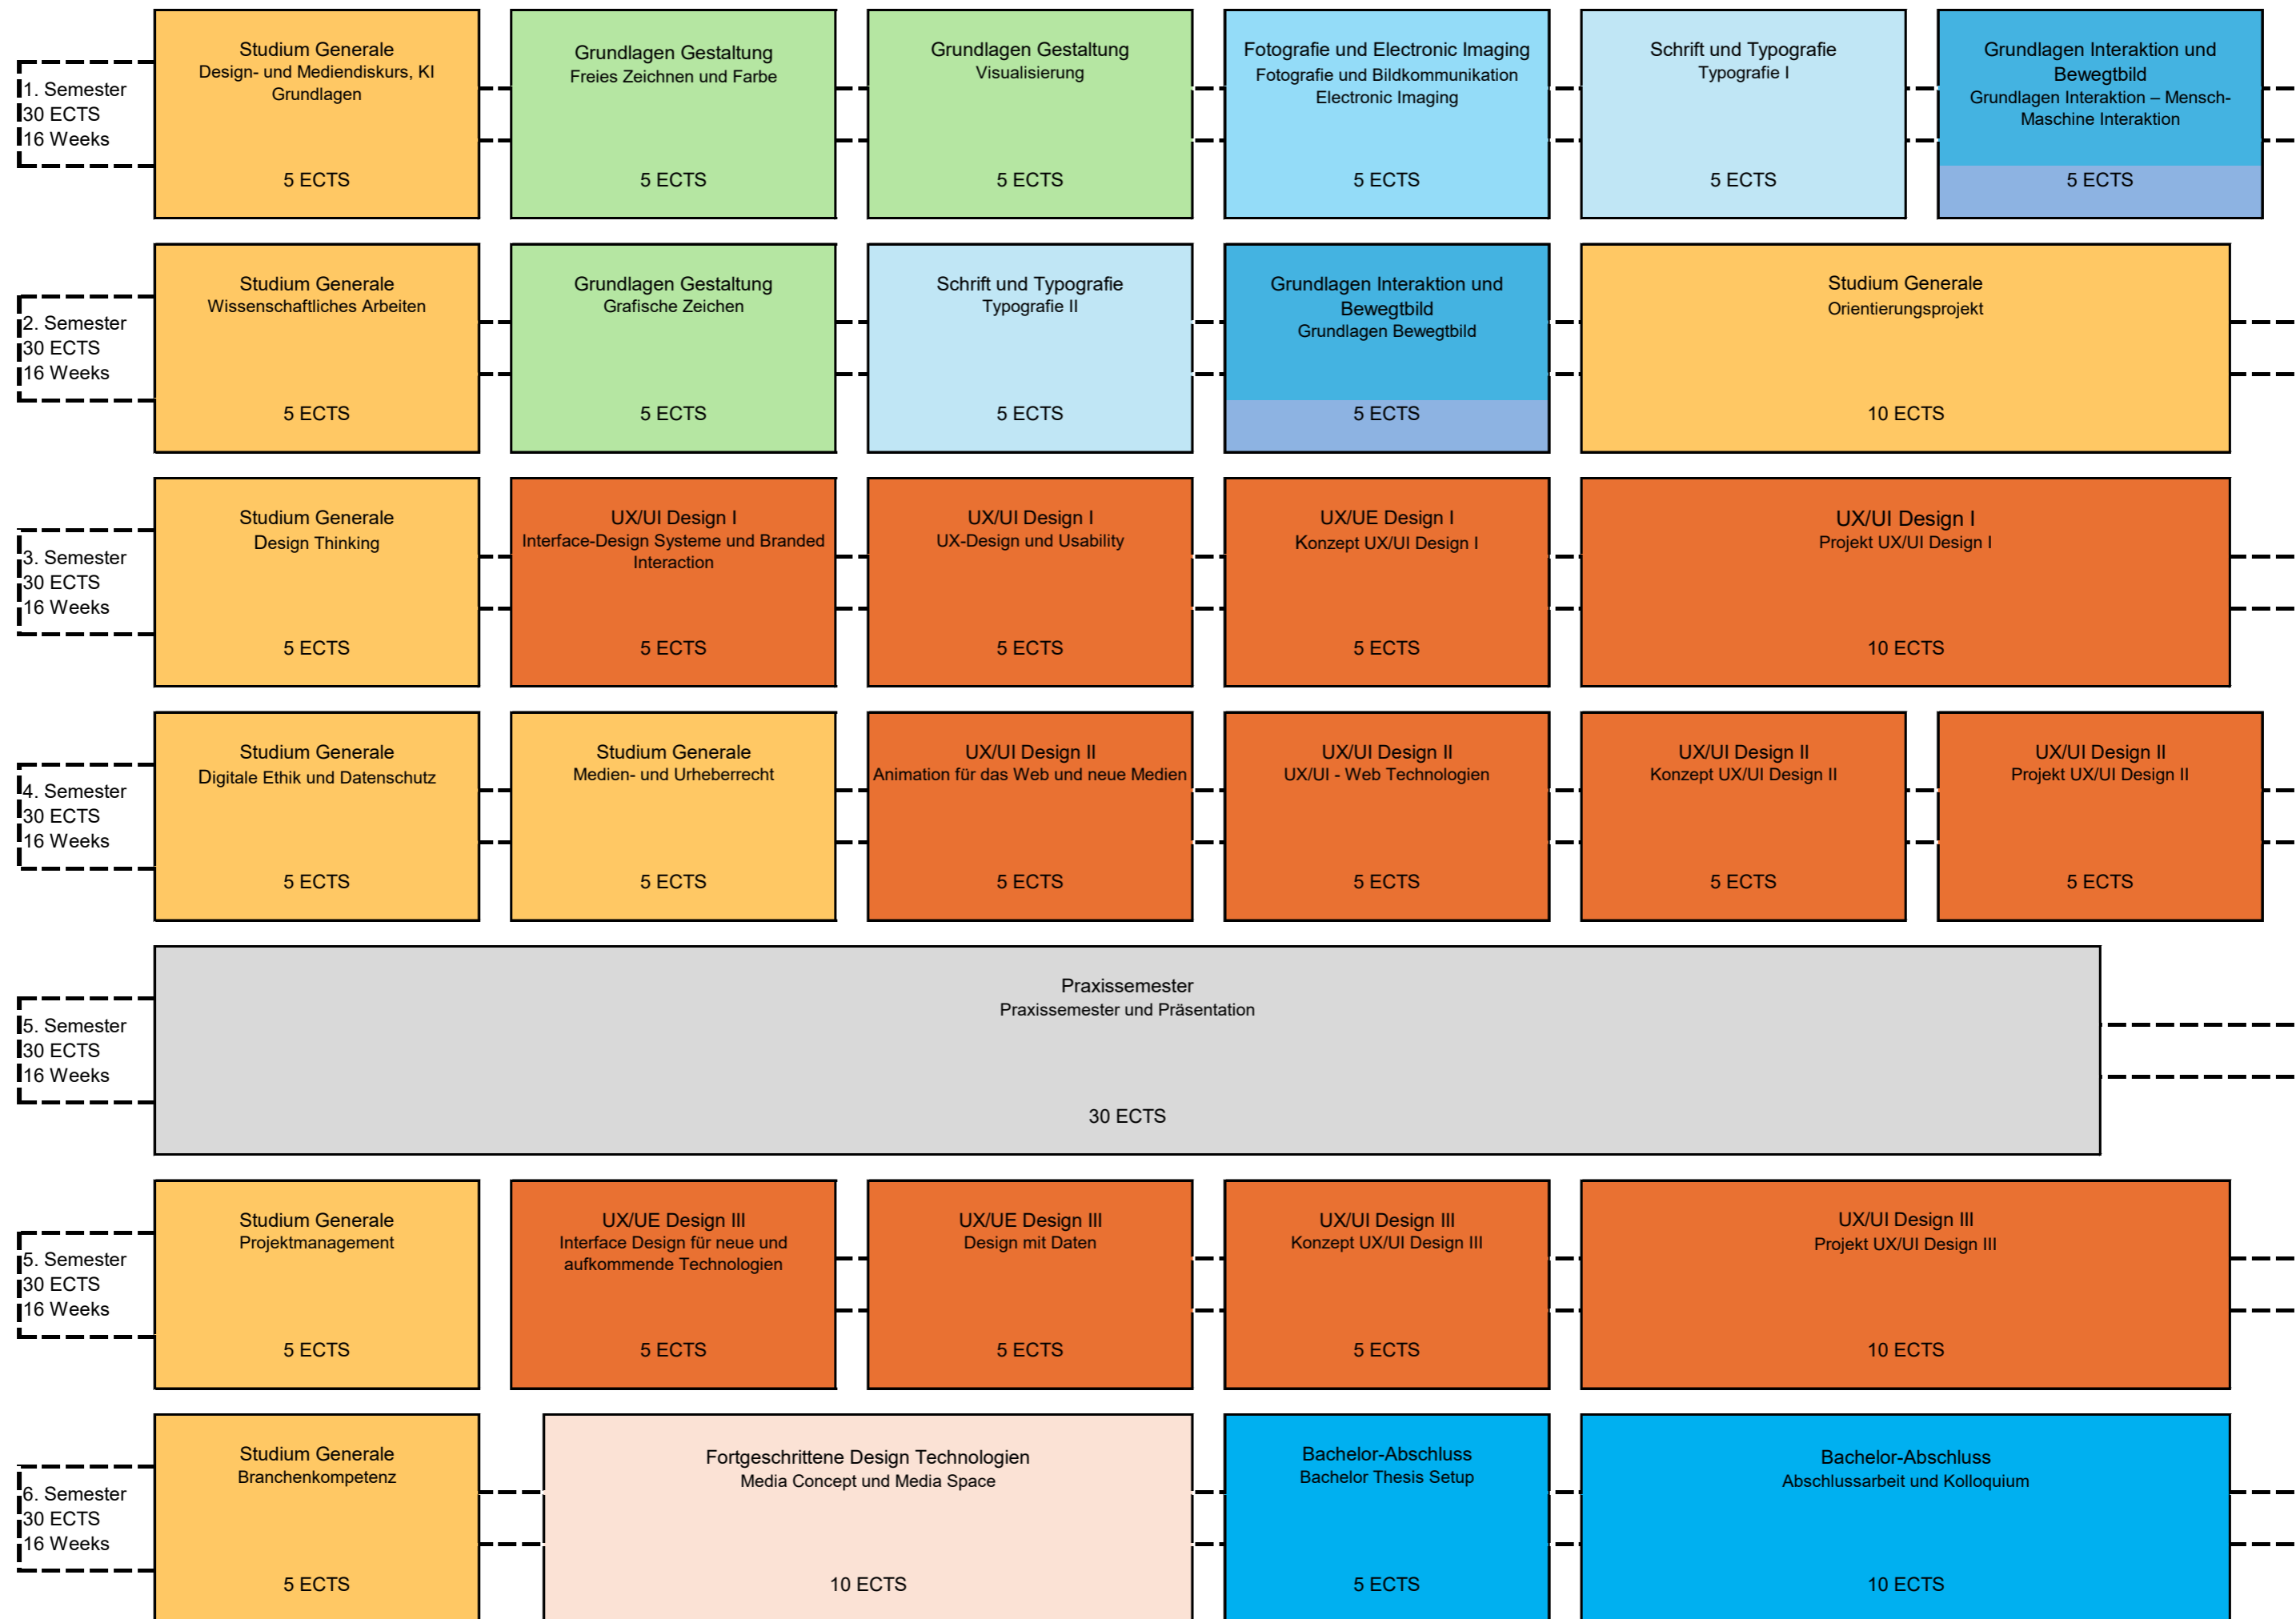 1. Semester
30 ECTS
16 Weeks
Studium Generale
Design- und Mediendiskurs, KI
Grundlagen
5 ECTS
Grundlagen Gestaltung
Freies Zeichnen und Farbe
5 ECTS
Grundlagen Gestaltung
Visualisierung
5 ECTS
Fotografie und Electronic Imaging
Fotografie und Bildkommunikation
Electronic Imaging
5 ECTS
Schrift und Typografie
Typografie I
5 ECTS
Grundlagen Interaktion und
Bewegtbild
Grundlagen Interaktion – Mensch-
Maschine Interaktion
5 ECTS
2. Semester
30 ECTS
16 Weeks
Studium Generale
Wissenschaftliches Arbeiten
5 ECTS
Grundlagen Gestaltung
Grafische Zeichen
5 ECTS
Schrift und Typografie
Typografie II
5 ECTS
Grundlagen Interaktion und
Bewegtbild
Grundlagen Bewegtbild
5 ECTS
Studium Generale
Orientierungsprojekt
10 ECTS
3. Semester
30 ECTS
16 Weeks
Studium Generale
Design Thinking
5 ECTS
UX/UI Design I
Interface-Design Systeme und Branded
Interaction
5 ECTS
UX/UI Design I
UX-Design und Usability
5 ECTS
UX/UE Design I
Konzept UX/UI Design I
5 ECTS
UX/UI Design I
Projekt UX/UI Design I
10 ECTS
4. Semester
30 ECTS
16 Weeks
Studium Generale
Digitale Ethik und Datenschutz
5 ECTS
Studium Generale
Medien- und Urheberrecht
5 ECTS
UX/UI Design II
Animation für das Web und neue Medien
5 ECTS
UX/UI Design II
UX/UI - Web Technologien
5 ECTS
UX/UI Design II
Konzept UX/UI Design II
5 ECTS
UX/UI Design II
Projekt UX/UI Design II
5 ECTS
5. Semester
30 ECTS
16 Weeks
Praxissemester
Praxissemester und Präsentation
30 ECTS
5. Semester
30 ECTS
16 Weeks
Studium Generale
Projektmanagement
5 ECTS
UX/UE Design III
Interface Design für neue und
aufkommende Technologien
5 ECTS
UX/UE Design III
Design mit Daten
5 ECTS
UX/UI Design III
Konzept UX/UI Design III
5 ECTS
UX/UI Design III
Projekt UX/UI Design III
10 ECTS
6. Semester
30 ECTS
16 Weeks
Studium Generale
Branchenkompetenz
5 ECTS
Fortgeschrittene Design Technologien
Media Concept und Media Space
10 ECTS
Bachelor-Abschluss
Bachelor Thesis Setup
5 ECTS
Bachelor-Abschluss
Abschlussarbeit und Kolloquium
10 ECTS